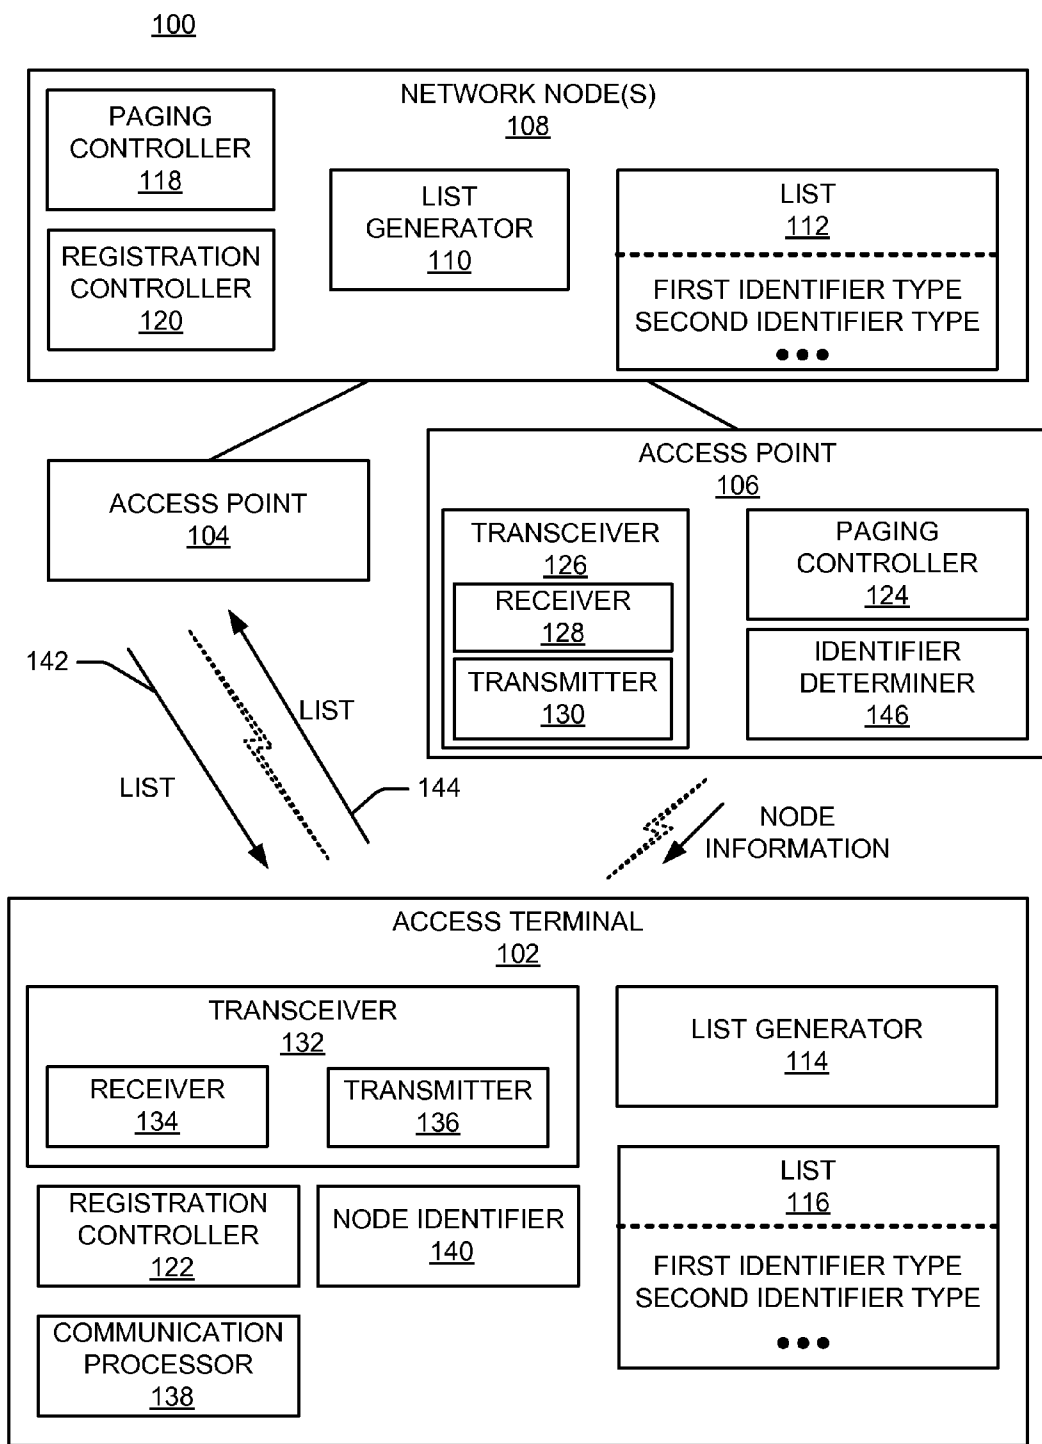 100
NETWORK NODE(S)
108
PAGING
CONTROLLER
118
REGISTRATION
CONTROLLER
120
LIST
GENERATOR
110
LIST
112
FIRST IDENTIFIER TYPE
SECOND IDENTIFIER TYPE
●●●
ACCESS POINT
104
ACCESS POINT
106
TRANSCEIVER
126
RECEIVER
128
TRANSMITTER
130
PAGING
CONTROLLER
124
IDENTIFIER
DETERMINER
146
142
LIST
LIST
144
NODE
INFORMATION
ACCESS TERMINAL
102
TRANSCEIVER
132
RECEIVER
134
TRANSMITTER
136
LIST GENERATOR
114
REGISTRATION
CONTROLLER
122
NODE IDENTIFIER
140
LIST
116
FIRST IDENTIFIER TYPE
SECOND IDENTIFIER TYPE
●●●
COMMUNICATION
PROCESSOR
138